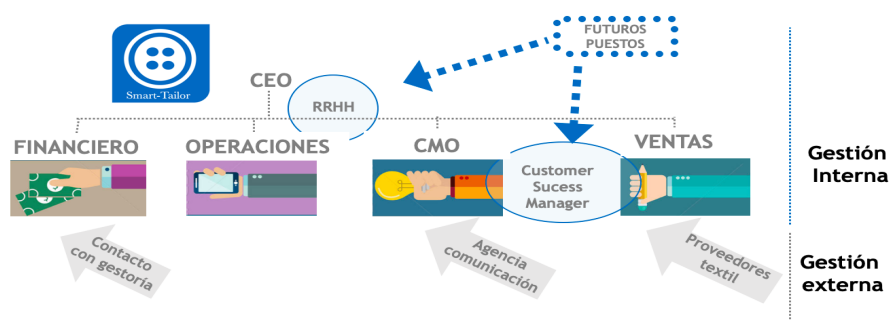 FUTUROS
PUESTOS
Smart-Tailor
CEO
RRHH
FINANCIERO
OPERACIONES
CMO
VENTAS
Gestión
Interna
Customer
Sucess
Manager
Contacto
con gestoría
Agencia
comunicación
Proveedores
textil
Gestión
externa